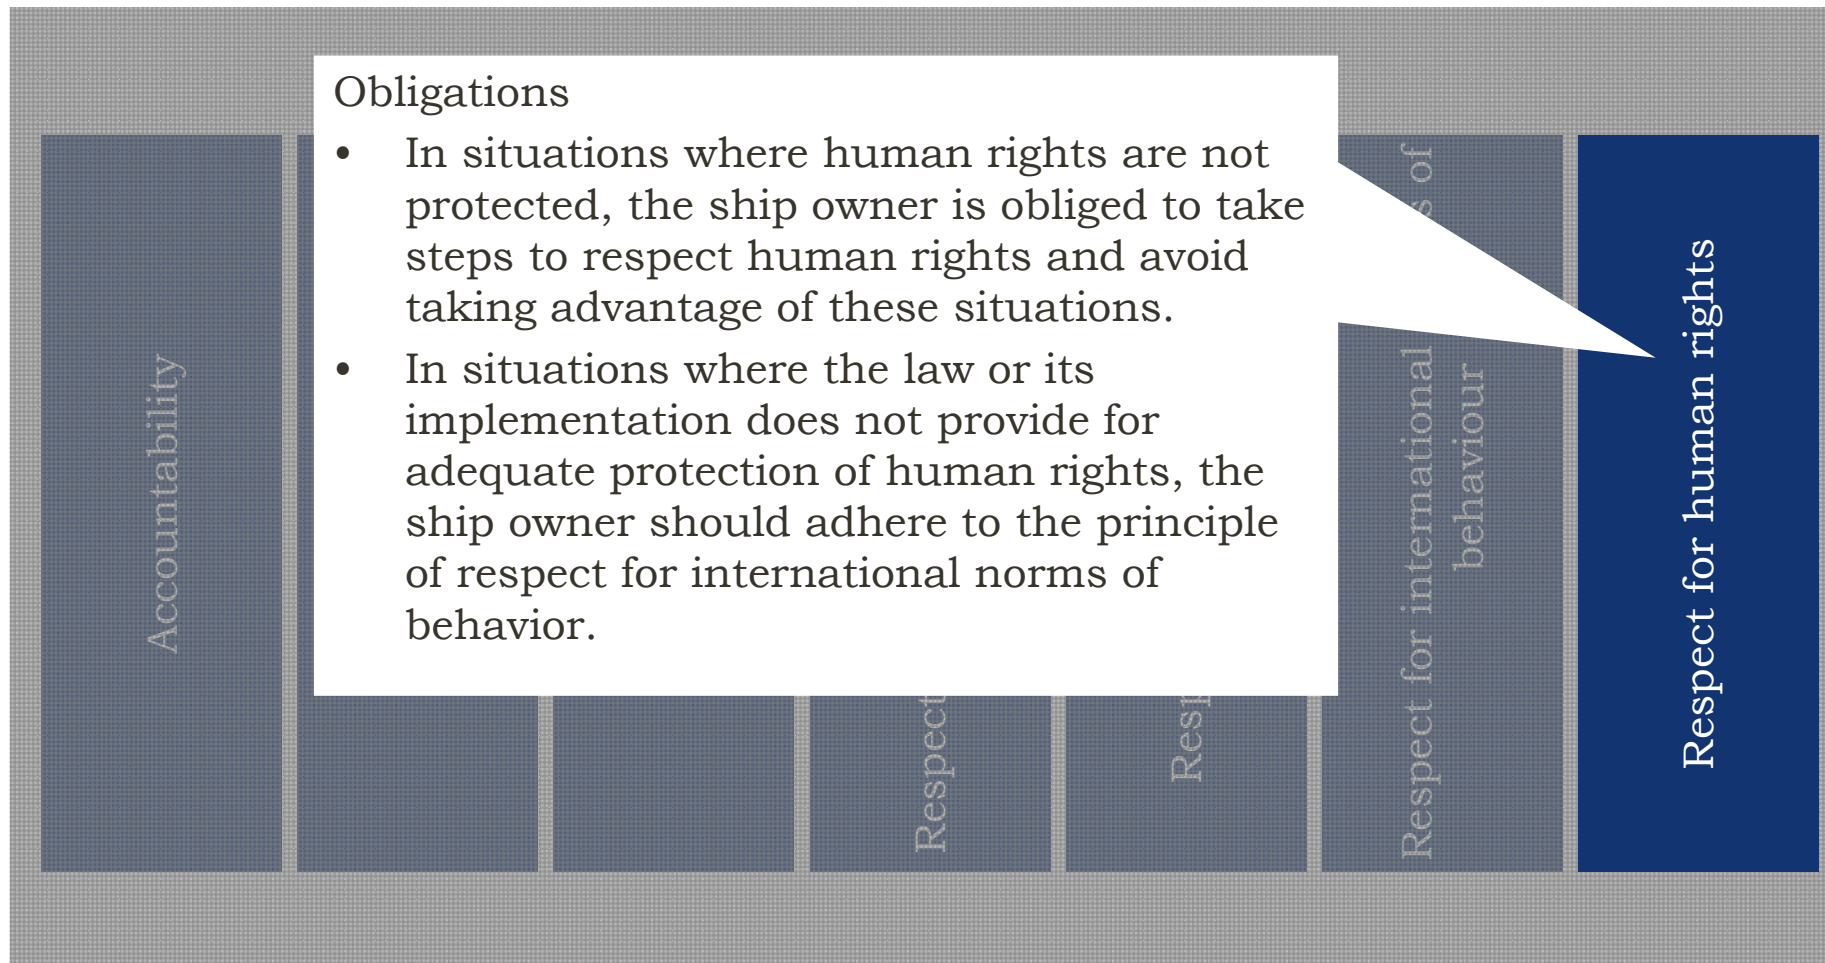 Obligations
• In situations where human rights are not
protected, the ship owner is obliged to take
steps to respect human rights and avoid
taking advantage of these situations.
• In situations where the law or its
implementation does not provide for
adequate protection of human rights, the
ship owner should adhere to the principle
of respect for international norms of
behavior.
Accountability
Respect
Respect for international
of
behaviour
Respect for human rights